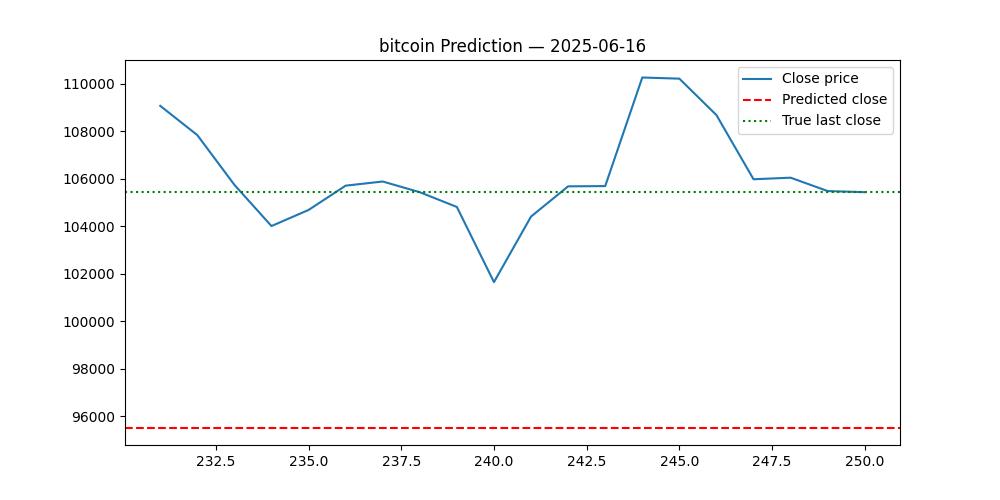 bitcoin Prediction — 2025-06-16
110000
108000
106000
104000
102000
100000
98000
96000
Close price
Predicted close
True last close
232.5 235.0 237.5 240.0 242.5 245.0 247.5 250.0